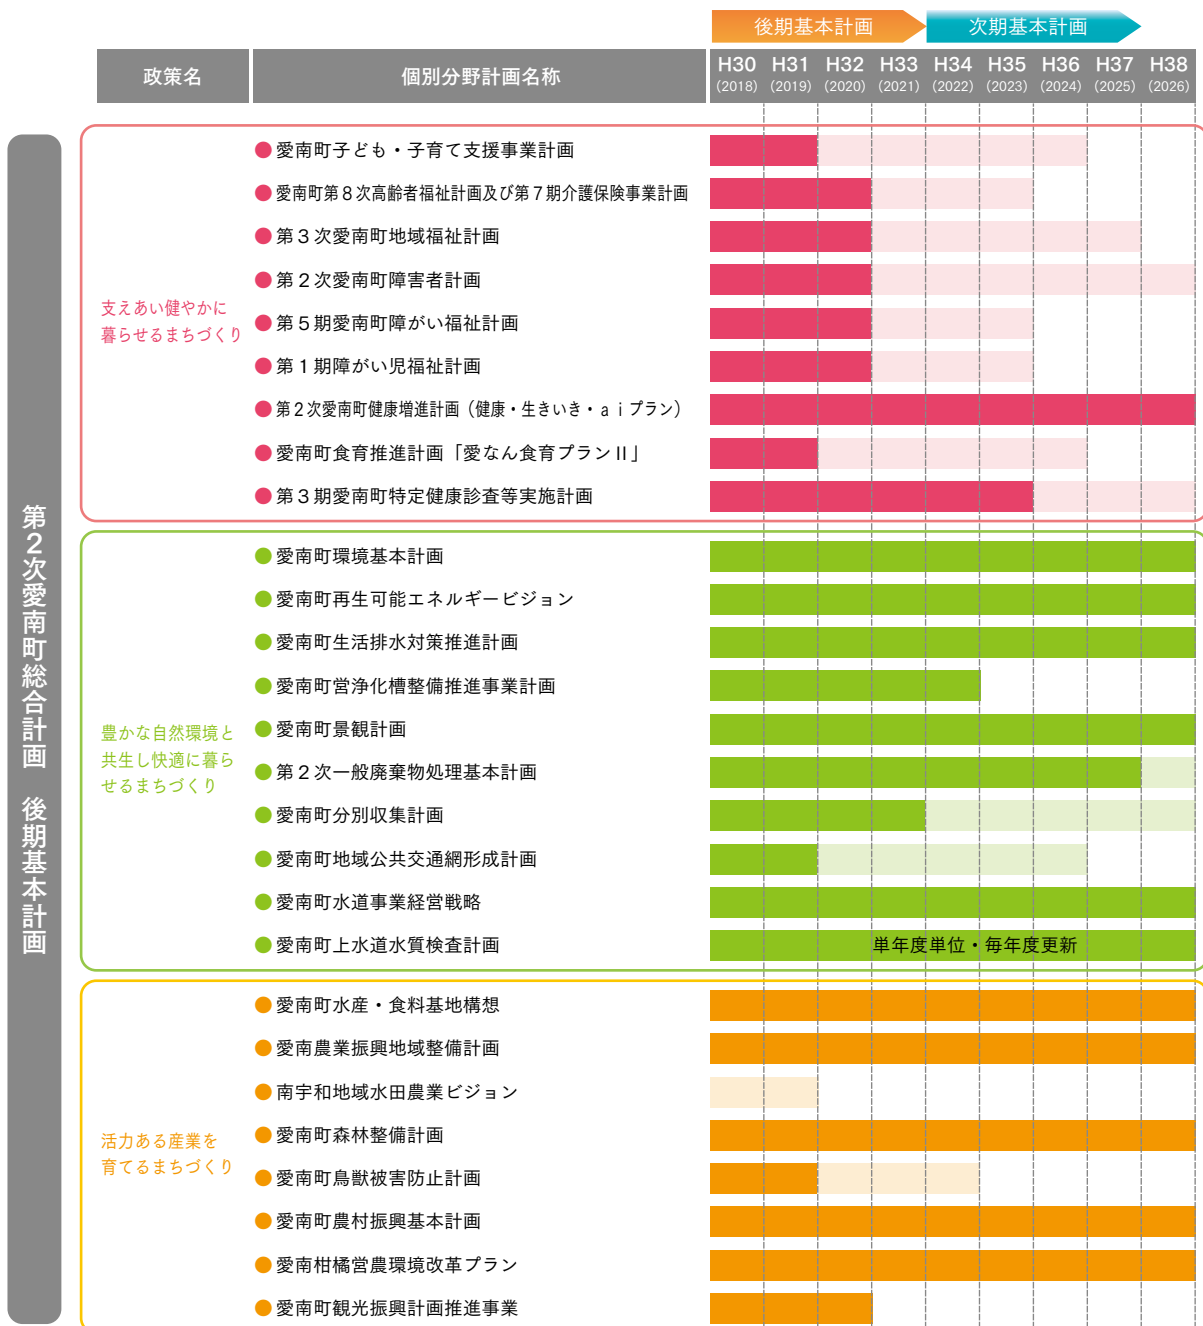 後期基本計画
次期基本計画
政策名
個別分野計画名称
H30 H31 H32 H33 H34 H35 H36 H37 H38
(2018) (2019) (2020) (2021) (2022) (2023) (2024) (2025) (2026)
第2次愛南町総合計画 後期基本計画
支えあい健やかに
暮らせるまちづくり
●愛南町子ども・子育て支援事業計画
●愛南町第8次高齢者福祉計画及び第7期介護保険事業計画
●第3次愛南町地域福祉計画
●第2次愛南町障害者計画
●第5期愛南町障がい福祉計画
●第1期障がい児福祉計画
●第2次愛南町健康増進計画(健康・生きいき・aiプラン)
●愛南町食育推進計画「愛なん食育プランⅡ」
●第3期愛南町特定健康診査等実施計画
豊かな自然環境と
共生し快適に暮ら
せるまちづくり
●愛南町環境基本計画
●愛南町再生可能エネルギービジョン
●愛南町生活排水対策推進計画
●愛南町営浄化槽整備推進事業計画
●愛南町景観計画
●第2次一般廃棄物処理基本計画
●愛南町分別収集計画
●愛南町地域公共交通網形成計画
●愛南町水道事業経営戦略
●愛南町上水道水質検査計画
単年度単位・毎年度更新
活力ある産業を
育てるまちづくり
●愛南町水産・食料基地構想
●愛南農業振興地域整備計画
●南宇和地域水田農業ビジョン
●愛南町森林整備計画
●愛南町鳥獣被害防止計画
●愛南町農村振興基本計画
●愛南柑橘営農環境改革プラン
●愛南町観光振興計画推進事業